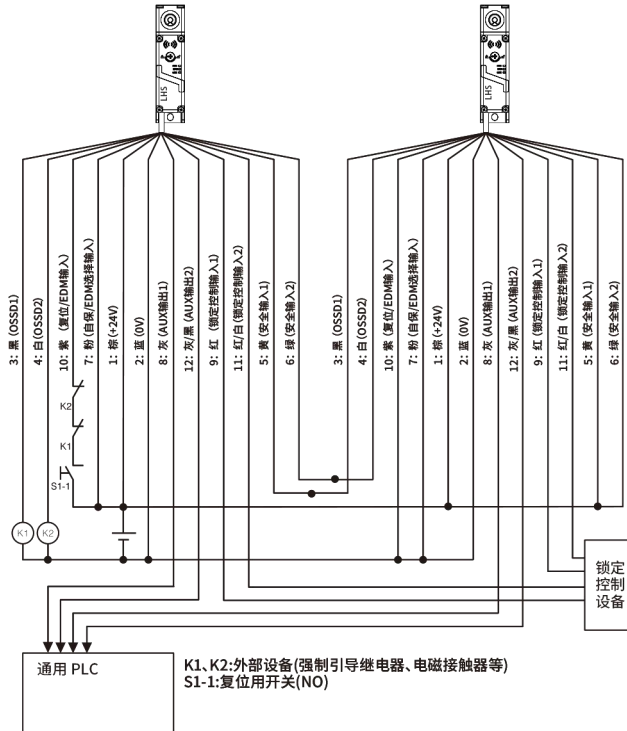 LHS
LHS
3: 黑 (OSSD1)
4: 白(OSSD2)
10: 紫 (复位/EDM输入)
7: 粉(自保/EDM选择输入)
1: 棕(+24V)
2: 蓝(0V)
8: 灰(AUX输出1)
12: 灰/黑 (AUX输出2)
9: 红 (锁定控制输入1)
11: 红/白 (锁定控制输入2)
5: 黄(安全输入1)
6: 绿(安全输入2)
3: 黑(OSSD1)
4: 白(OSSD2)
10: 紫 (复位/EDM输入)
7: 粉(自保/EDM选择输入)
1: 棕(+24V)
2: 蓝(0V)
8: 灰(AUX输出1)
12: 灰/黑 (AUX输出2)
9: 红 (锁定控制输入1)
11: 红/白 (锁定控制输入2)
5: 黄(安全输入1)
6: 绿(安全输入2)
K2
K1
S1-1
K1
K2
锁定
控制
设备
通用 PLC
K1、K2:外部设备(强制引导继电器、电磁接触器等)
S1-1:复位用开关(NO)